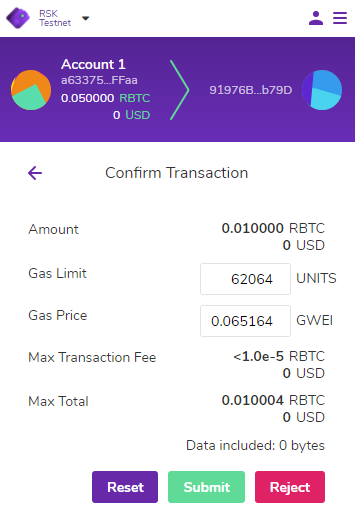 RSK
Testnet
Account 1
a63375...FFaa
0.050000 RBTC
0 USD
91976B...b79D
Confirm Transaction
Amount 0.010000 RBTC
0 USD
Gas Limit 62064 UNITS
Gas Price 0.065164 GWEI
Max Transaction Fee <1.0e-5 RBTC
0 USD
Max Total 0.010004 RBTC
0 USD
Data included: 0 bytes
Reset Submit Reject